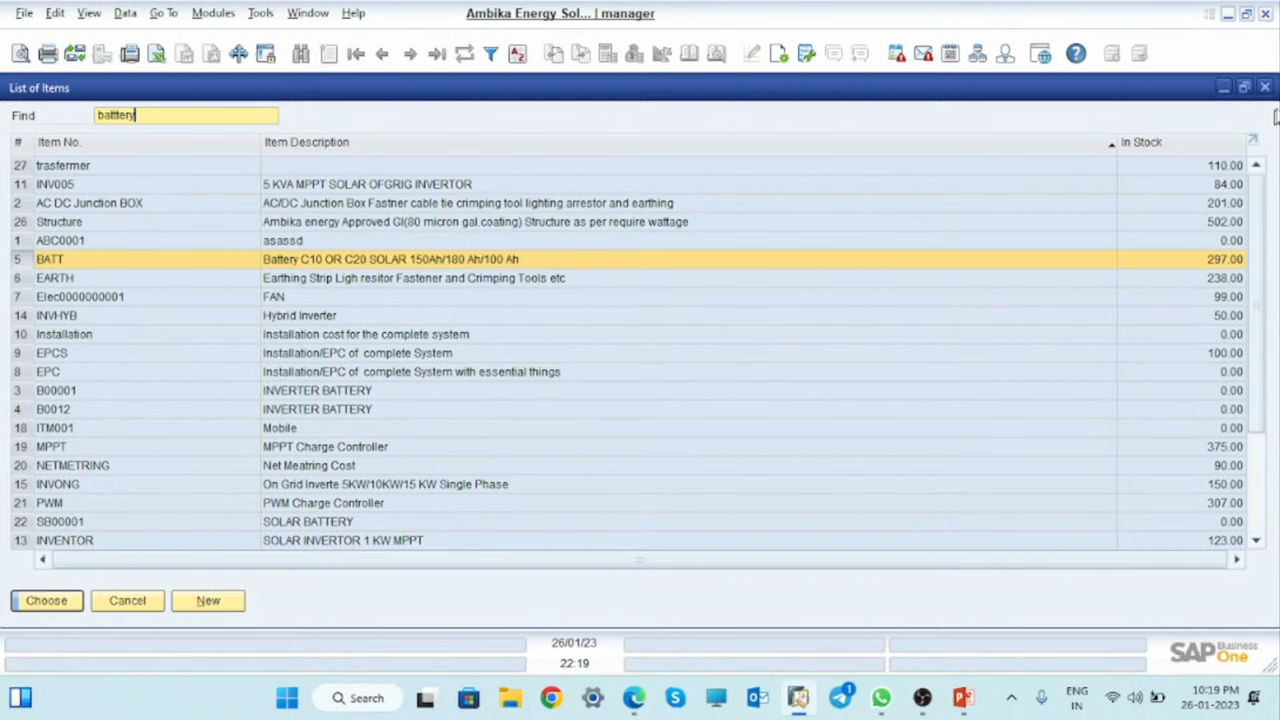 File Edit View Data Go To Modules Tools Window Help Ambika Energy Sol... | manager
List of Items
Find batttery
# Item No. Item Description In Stock
27 trasfermer 110.00
11 INV005 5 KVA MPPT SOLAR OFGRIG INVERTOR 84.00
2 AC DC Junction BOX AC/DC Junction Box Fastner cable tie crimping tool lighting arrestor and earthing 201.00
26 Structure Ambika energy Approved GI(80 micron gal.coating) Structure as per require wattage 502.00
1 ABC0001 asassd 0.00
5 BATT Battery C10 OR C20 SOLAR 150Ah/180 Ah/100 Ah 297.00
6 EARTH Earthing Strip Ligh resitor Fastener and Crimping Tools etc 238.00
7 Elec0000000001 FAN 99.00
14 INVHYB Hybrid Inverter 50.00
10 Installation Installation cost for the complete system 0.00
9 EPCS Installation/EPC of complete System 100.00
8 EPC Installation/EPC of complete System with essential things 0.00
3 B00001 INVERTER BATTERY 0.00
4 B0012 INVERTER BATTERY 0.00
18 ITM001 Mobile 0.00
19 MPPT MPPT Charge Controller 375.00
20 NETMETRING Net Meatring Cost 90.00
15 INVONG On Grid Inverte 5KW/10KW/15 KW Single Phase 150.00
21 PWM PWM Charge Controller 307.00
22 SB00001 SOLAR BATTERY 0.00
13 INVENTOR SOLAR INVERTOR 1 KW MPPT 123.00
Choose Cancel New
26/01/23
22:19
SAP Business One
Search
ENG
IN
10:19 PM
26-01-2023